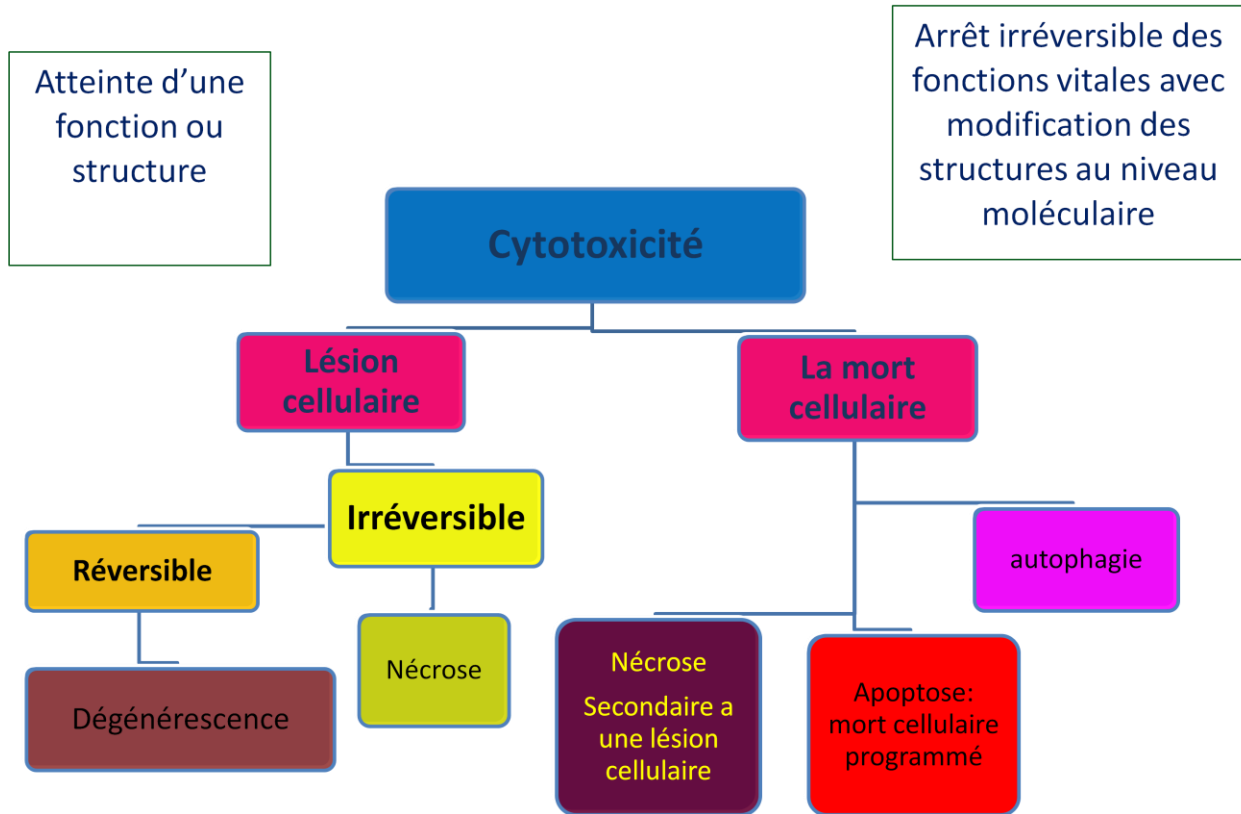 Atteinte d’une
fonction ou
structure
Arrêt irréversible des
fonctions vitales avec
modification des
structures au niveau
moléculaire
Cytotoxicité
Lésion
cellulaire
La mort
cellulaire
Irréversible
Réversible
autophagie
Nécrose
Dégénérescence
Nécrose
Secondaire a
une lésion
cellulaire
Apoptose:
mort cellulaire
programmé